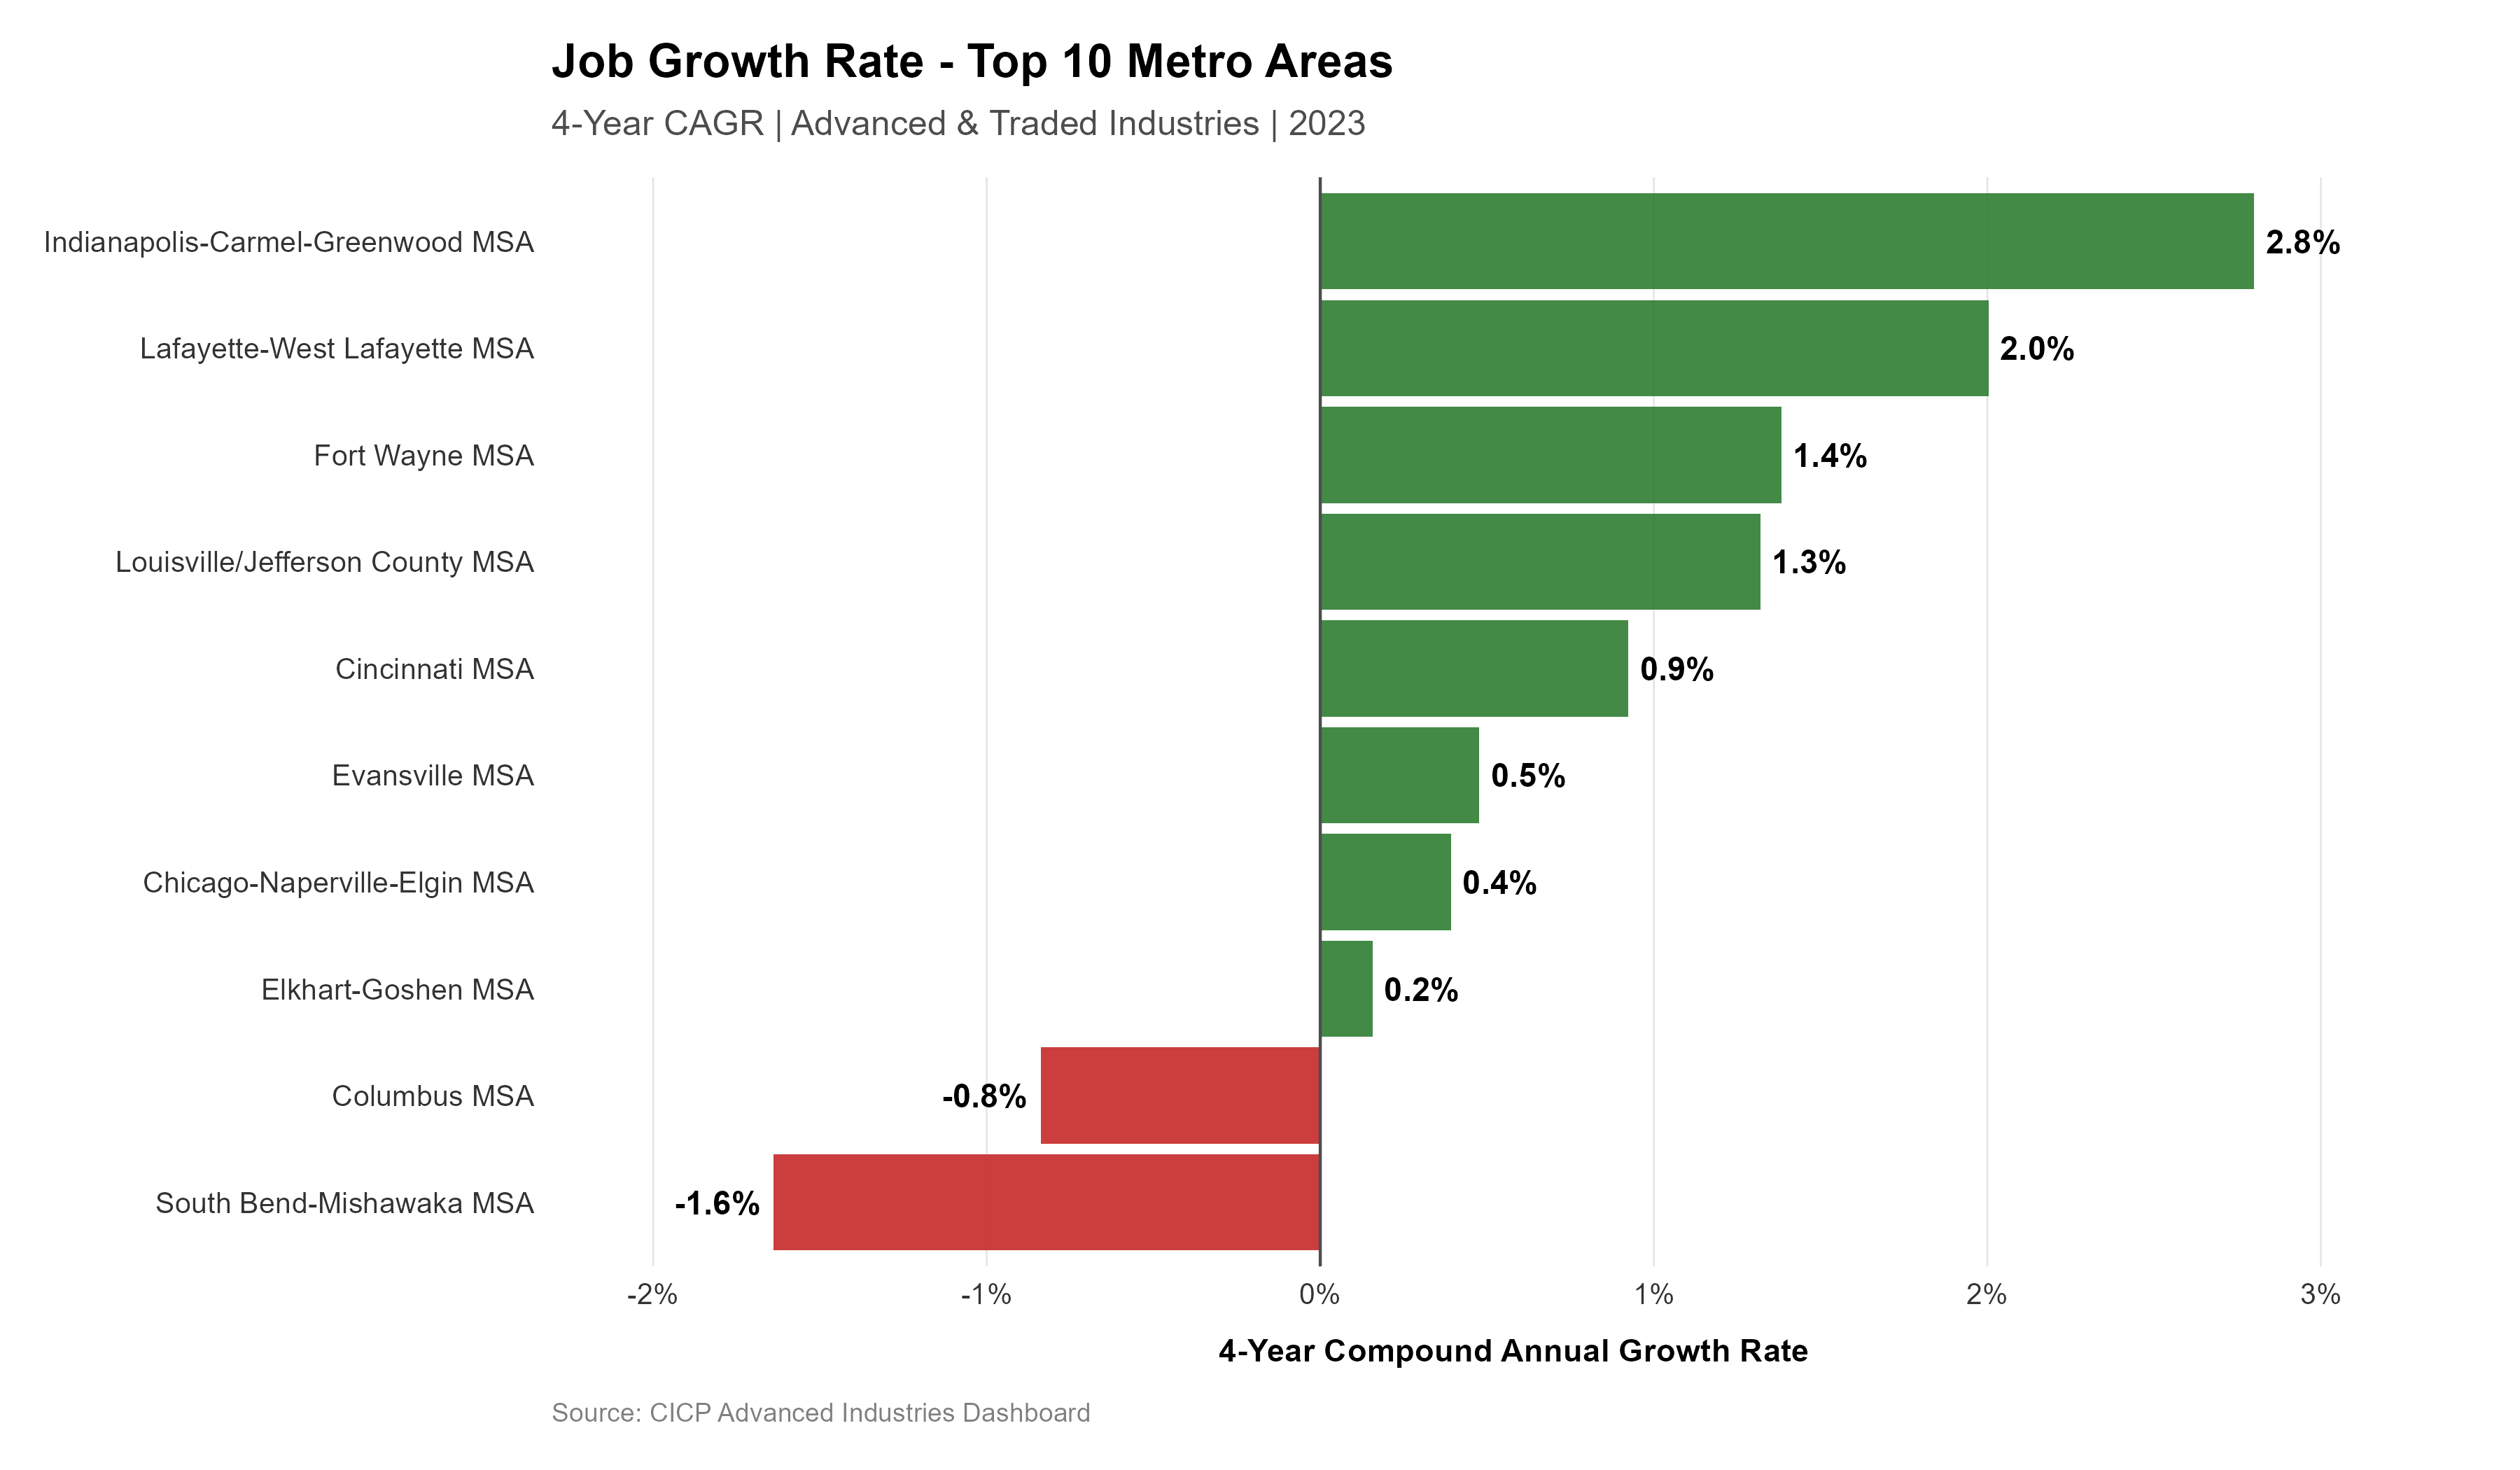 Job Growth Rate - Top 10 Metro Areas
4-Year CAGR | Advanced & Traded Industries | 2023
Indianapolis-Carmel-Greenwood MSA 2.8%
Lafayette-West Lafayette MSA 2.0%
Fort Wayne MSA 1.4%
Louisville/Jefferson County MSA 1.3%
Cincinnati MSA 0.9%
Evansville MSA 0.5%
Chicago-Naperville-Elgin MSA 0.4%
Elkhart-Goshen MSA 0.2%
Columbus MSA -0.8%
South Bend-Mishawaka MSA -1.6%
-2% -1% 0% 1% 2% 3%
4-Year Compound Annual Growth Rate
Source: CICP Advanced Industries Dashboard